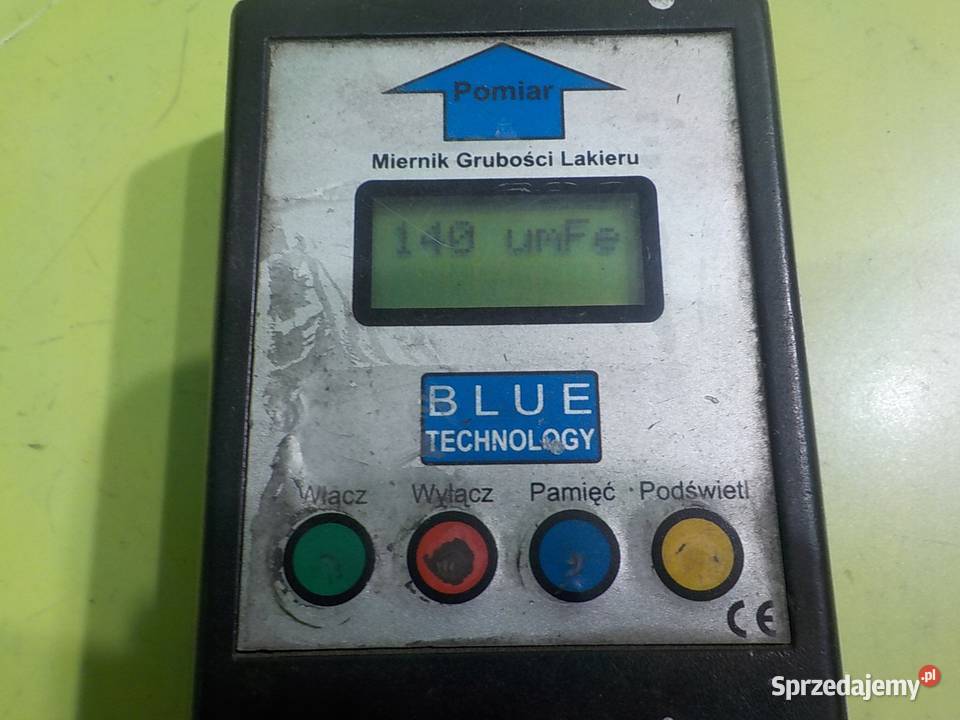 Pomiar
Miernik Grubości Lakieru
140 umFe
BLUE
TECHNOLOGY
Włącz Wyłącz Pamięć Podświetl
CE
Sprzedajemy.pl